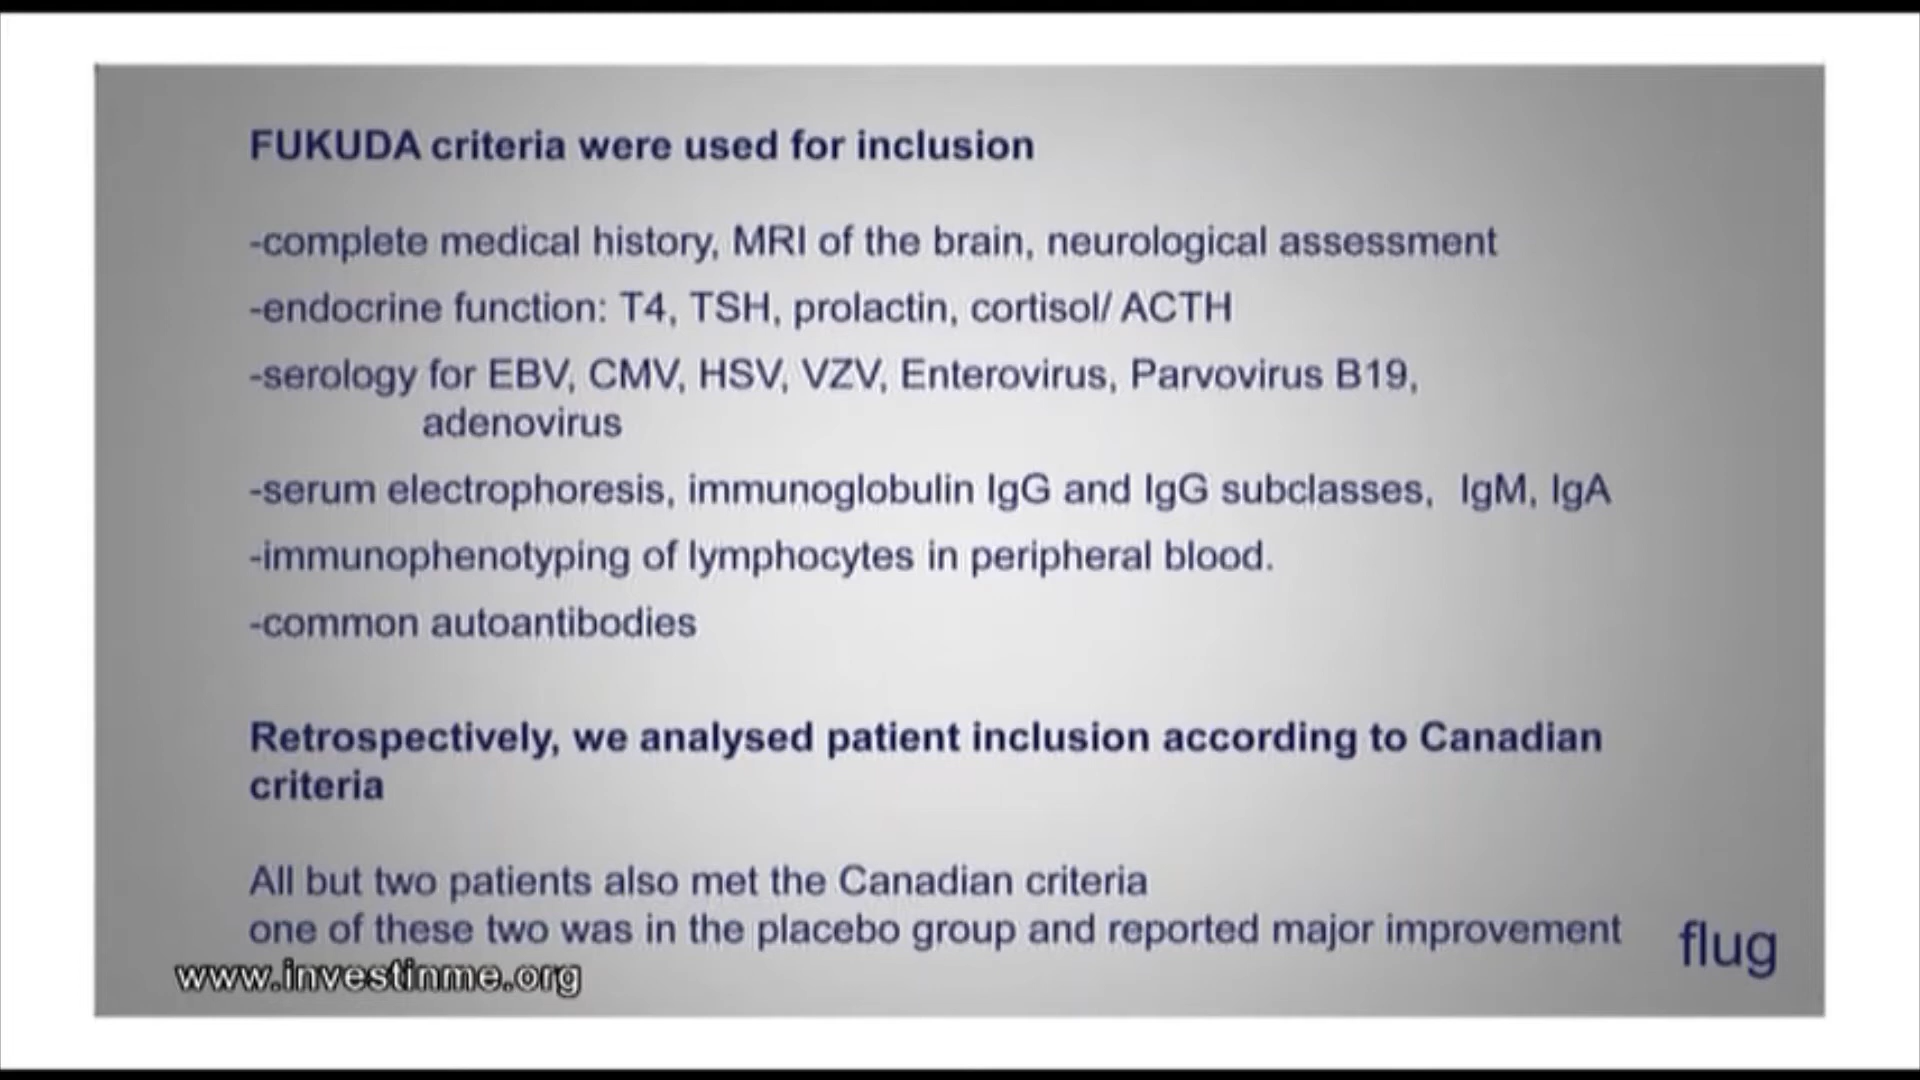 FUKUDA criteria were used for inclusion
-complete medical history, MRI of the brain, neurological assessment
-endocrine function: T4, TSH, prolactin, cortisol/ ACTH
-serology for EBV, CMV, HSV, VZV, Enterovirus, Parvovirus B19,
adenovirus
-serum electrophoresis, immunoglobulin IgG and IgG subclasses, IgM, IgA
-immunophenotyping of lymphocytes in peripheral blood.
-common autoantibodies
Retrospectively, we analysed patient inclusion according to Canadian
criteria
All but two patients also met the Canadian criteria
one of these two was in the placebo group and reported major improvement
flug
www.investinme.org